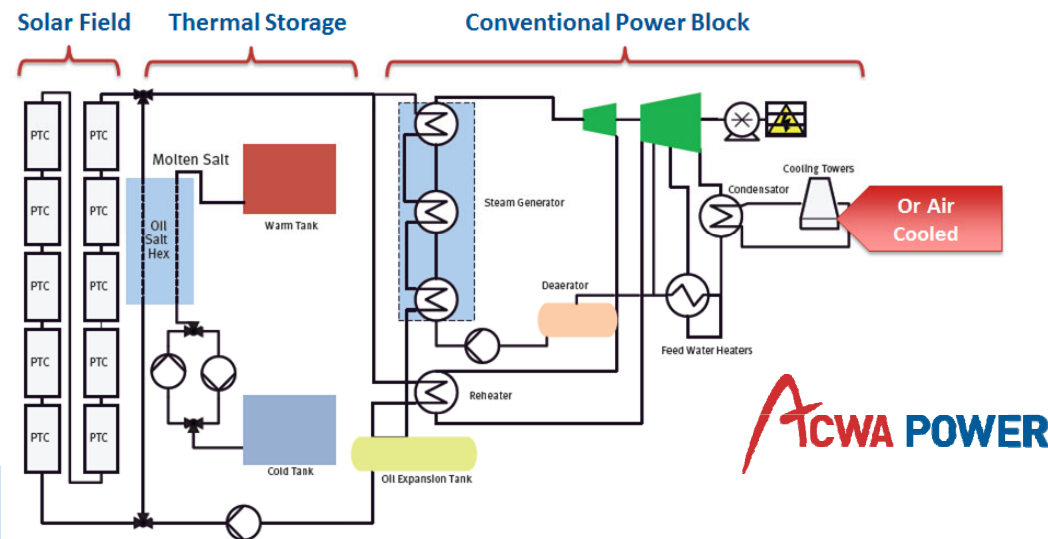 Solar Field
Thermal Storage
Conventional Power Block
PTC
PTC
PTC
PTC
PTC
PTC
PTC
PTC
PTC
PTC
Molten Salt
Oil
Salt
Hex
Warm Tank
Cold Tank
Steam Generator
Deaerator
Reheater
Oil Expansion Tank
Cooling Towers
Condensator
Feed Water Heaters
Or Air
Cooled
ACWA POWER